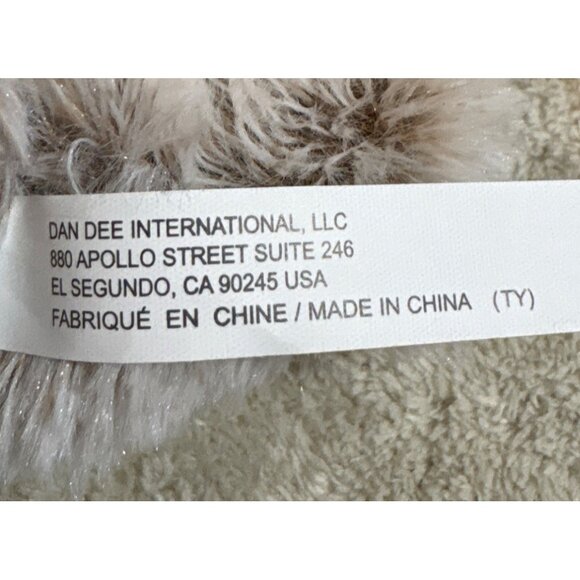 DAN DEE INTERNATIONAL, LLC
880 APOLLO STREET SUITE 246
EL SEGUNDO, CA 90245 USA
FABRIQUÉ EN CHINE / MADE IN CHINA (TY)